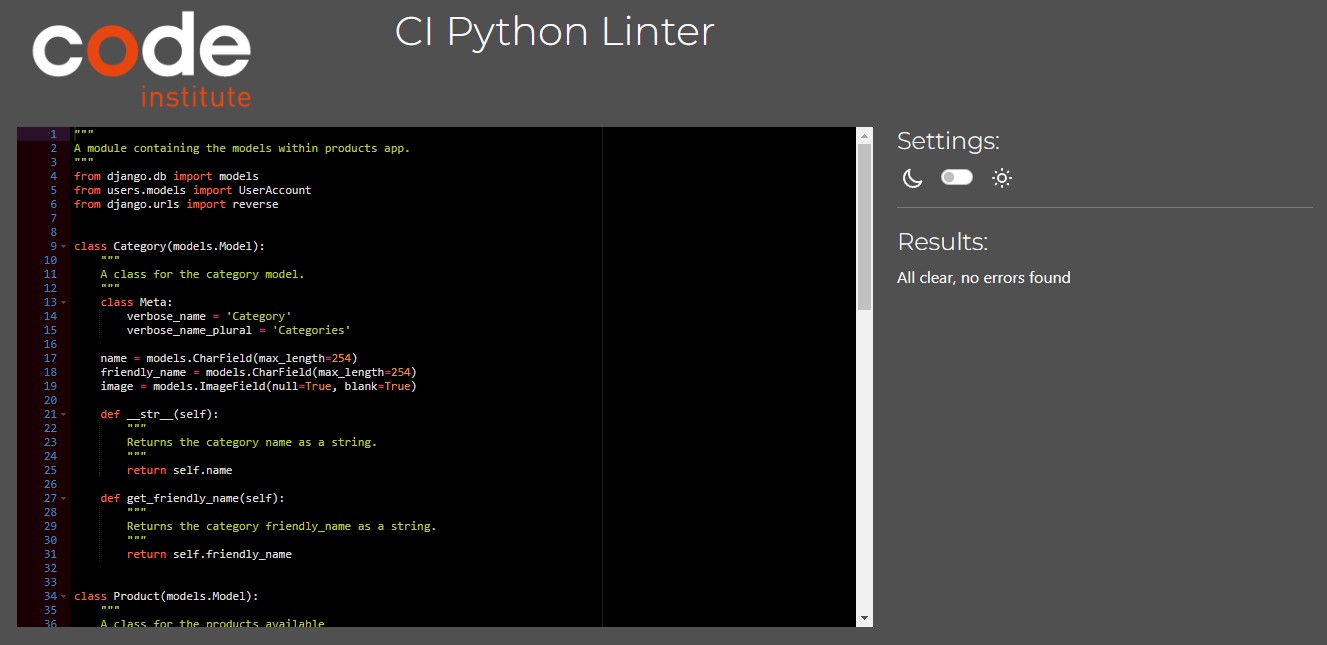 code
institute
CI Python Linter
1 """
2 A module containing the models within products app.
3 """
4 from django.db import models
5 from users.models import UserAccount
6 from django.urls import reverse
7
8
9 class Category(models.Model):
10     """
11     A class for the category model.
12     """
13     class Meta:
14         verbose_name = 'Category'
15         verbose_name_plural = 'Categories'
16
17     name = models.CharField(max_length=254)
18     friendly_name = models.CharField(max_length=254)
19     image = models.ImageField(null=True, blank=True)
20
21     def __str__(self):
22         """
23         Returns the category name as a string.
24         """
25         return self.name
26
27     def get_friendly_name(self):
28         """
29         Returns the category friendly_name as a string.
30         """
31         return self.friendly_name
32
33
34 class Product(models.Model):
35     """
36     A class for the products available
Settings:
Results:
All clear, no errors found